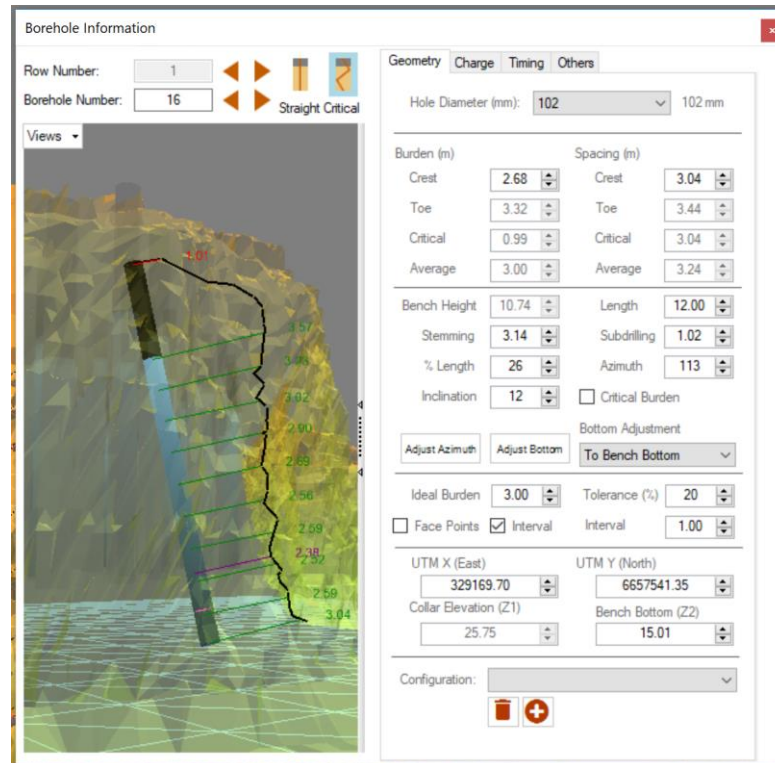 Borehole Information
Row Number: 1
Borehole Number: 16
Straight Critical
Views
1.01
3.57
3.02
2.90
2.69
2.56
2.59
2.38
2.52
2.59
3.04
Geometry Charge Timing Others
Hole Diameter (mm): 102 102 mm
Burden (m) Spacing (m)
Crest 2.68 Crest 3.04
Toe 3.32 Toe 3.44
Critical 0.99 Critical 3.04
Average 3.00 Average 3.24
Bench Height 10.74 Length 12.00
Stemming 3.14 Subdrilling 1.02
% Length 26 Azimuth 113
Inclination 12 Critical Burden
Bottom Adjustment
Adjust Azimuth Adjust Bottom To Bench Bottom
Ideal Burden 3.00 Tolerance (%) 20
Face Points Interval Interval 1.00
UTM X (East) UTM Y (North)
329169.70 6657541.35
Collar Elevation (Z1) Bench Bottom (Z2)
25.75 15.01
Configuration: